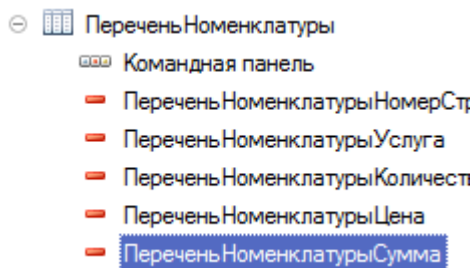 ПереченьНоменклатуры
Командная панель
ПереченьНоменклатурыНомерСтр
ПереченьНоменклатурыУслуга
ПереченьНоменклатурыКоличест
ПереченьНоменклатурыЦена
ПереченьНоменклатурыСумма